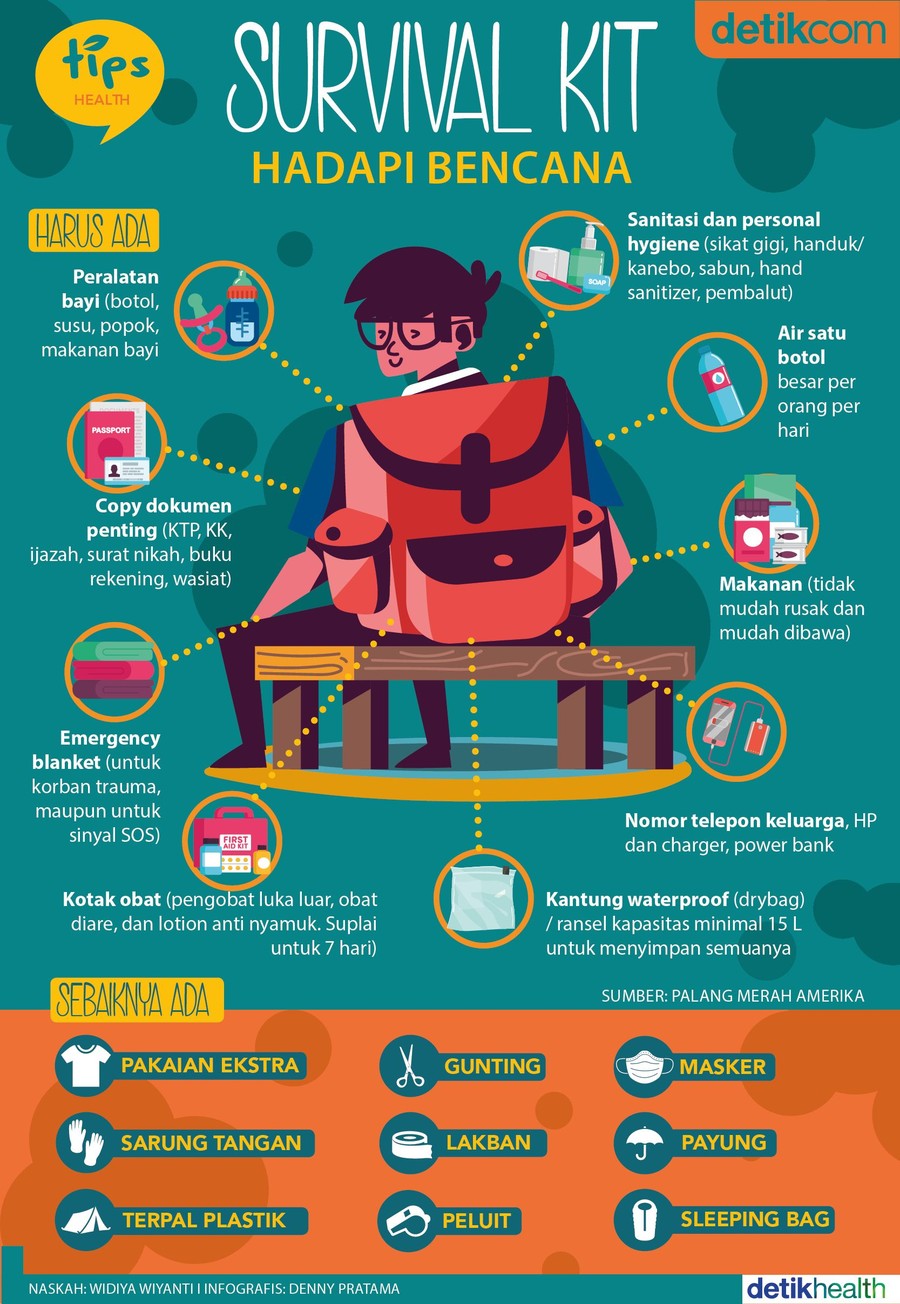 tips
HEALTH
detikcom
SURVIVAL KIT
HADAPI BENCANA
HARUS ADA
Peralatan
bayi (botol,
susu, popok,
makanan bayi
Sanitasi dan personal
hygiene (sikat gigi, handuk/
kanebo, sabun, hand
sanitizer, pembalut)
SOAP
Air satu
botol
besar per
orang per
hari
PASSPORT
Copy dokumen
penting (KTP, KK,
ijazah, surat nikah, buku
rekening, wasiat)
Makanan (tidak
mudah rusak dan
mudah dibawa)
Emergency
blanket (untuk
korban trauma,
maupun untuk
sinyal SOS)
Nomor telepon keluarga, HP
dan charger, power bank
FIRST
AID KIT
Kotak obat (pengobat luka luar, obat
diare, dan lotion anti nyamuk. Suplai
untuk 7 hari)
Kantung waterproof (drybag)
/ ransel kapasitas minimal 15 L
untuk menyimpan semuanya
SUMBER: PALANG MERAH AMERIKA
SEBAIKNYA ADA
PAKAIAN EKSTRA
GUNTING
MASKER
SARUNG TANGAN
LAKBAN
PAYUNG
TERPAL PLASTIK
PELUIT
SLEEPING BAG
NASKAH: WIDIYA WIYANTI I INFOGRAFIS: DENNY PRATAMA
detikhealth